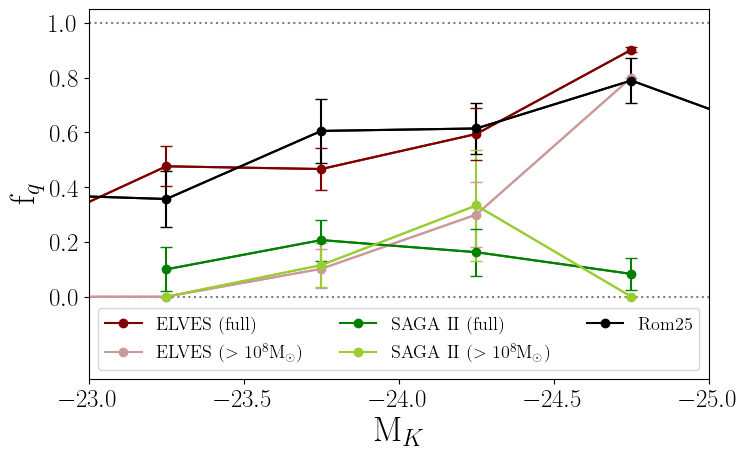 1.0
0.8
0.6
0.4
0.2
0.0
f_q
ELVES (full)
ELVES (> 10^8 M_☉)
SAGA II (full)
SAGA II (> 10^8 M_☉)
Rom25
−23.0 −23.5 −24.0 −24.5 −25.0
M_K